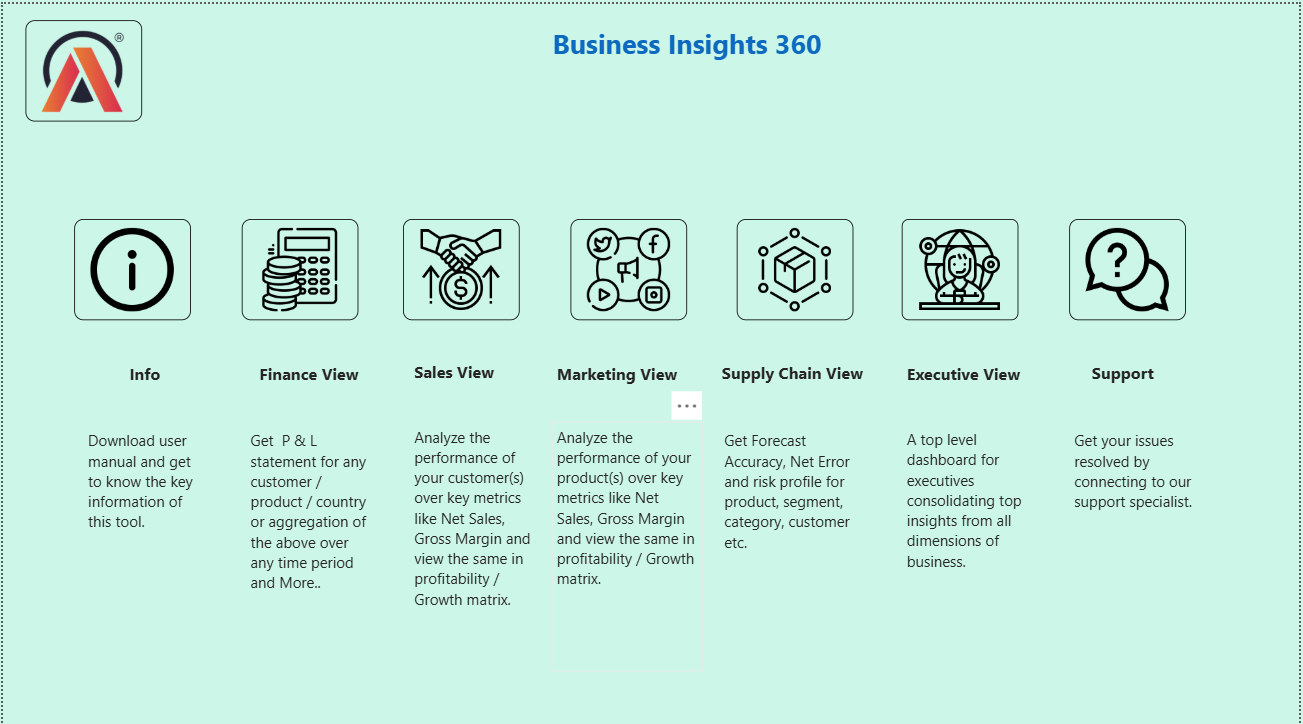 ®
Business Insights 360
Info
Download user
manual and get
to know the key
information of
this tool.
Finance View
Get  P & L
statement for any
customer /
product / country
or aggregation of
the above over
any time period
and More..
Sales View
Analyze the
performance of
your customer(s)
over key metrics
like Net Sales,
Gross Margin and
view the same in
profitability /
Growth matrix.
Marketing View
Analyze the
performance of your
product(s) over key
metrics like Net
Sales, Gross Margin
and view the same in
profitability / Growth
matrix.
Supply Chain View
Get Forecast
Accuracy, Net Error
and risk profile for
product, segment,
category, customer
etc.
Executive View
A top level
dashboard for
executives
consolidating top
insights from all
dimensions of
business.
Support
Get your issues
resolved by
connecting to our
support specialist.